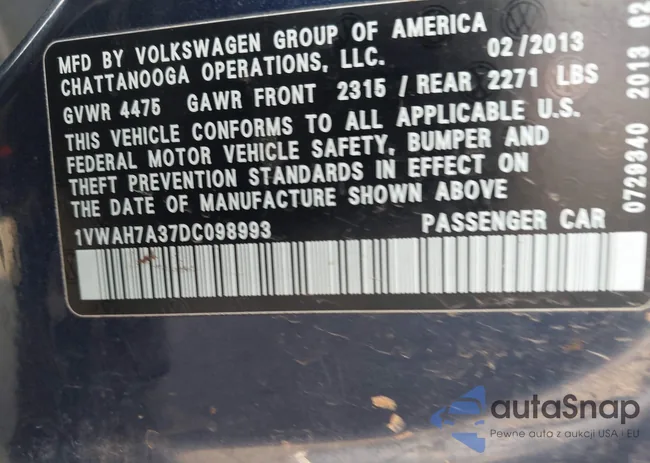 MFD BY VOLKSWAGEN GROUP OF AMERICA
CHATTANOOGA OPERATIONS, LLC. 02/2013
GVWR 4475 GAWR FRONT 2315 / REAR 2271 LBS
THIS VEHICLE CONFORMS TO ALL APPLICABLE U.S.
FEDERAL MOTOR VEHICLE SAFETY, BUMPER AND
THEFT PREVENTION STANDARDS IN EFFECT ON
THE DATE OF MANUFACTURE SHOWN ABOVE
1VWAH7A37DC098993 PASSENGER CAR
0729340 2013 02
autaSnap
Pewne auta z aukcji USA i EU